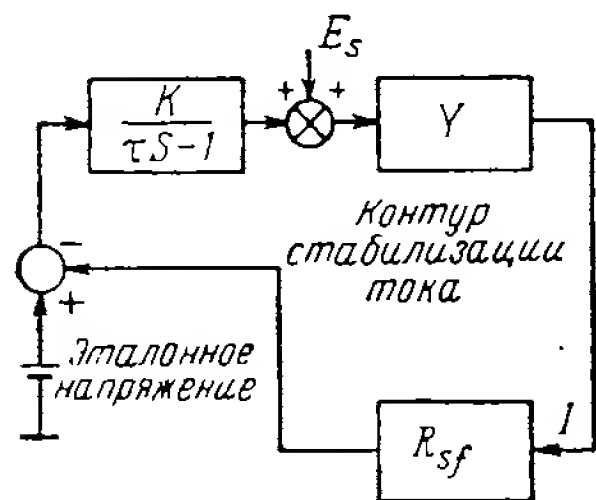 E_s
+ +
K
τS-1
Y
Контур
стабилизации
тока
-
+
Эталонное
напряжение
I
R_sf